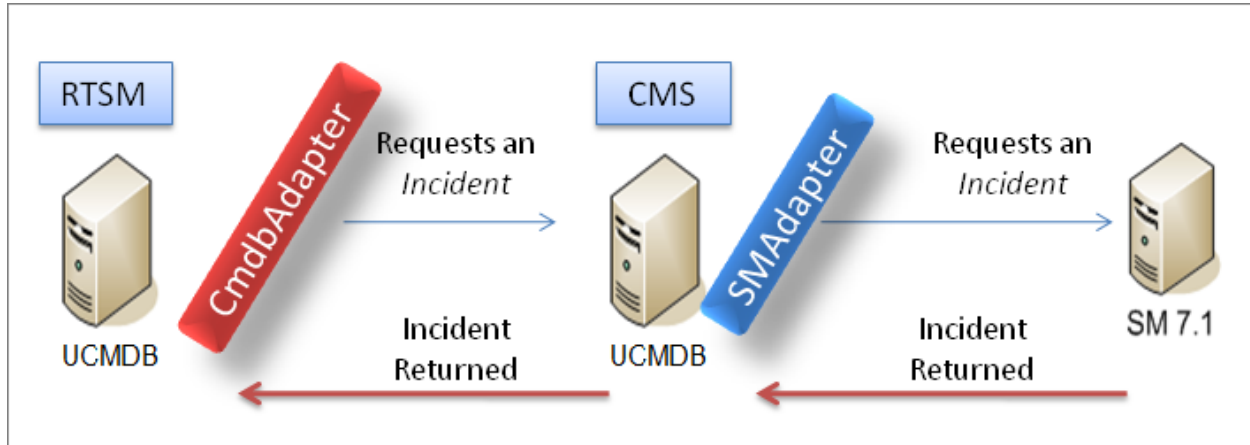 RTSM
CmdbAdapter
Requests an
Incident
CMS
SMAdapter
Requests an
Incident
UCMDB
Incident
Returned
UCMDB
Incident
Returned
SM 7.1